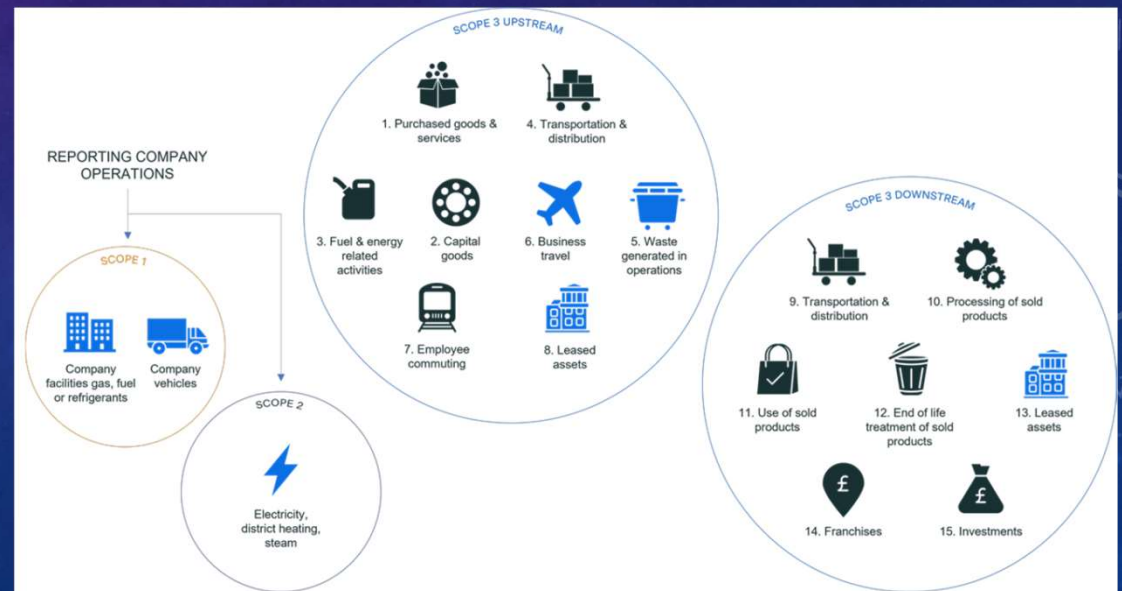 REPORTING COMPANY
OPERATIONS
SCOPE 1
Company
facilities gas, fuel
or refrigerants
Company
vehicles
SCOPE 2
Electricity,
district heating,
steam
SCOPE 3 UPSTREAM
1. Purchased goods &
services
4. Transportation &
distribution
3. Fuel & energy
related
activities
2. Capital
goods
6. Business
travel
5. Waste
generated in
operations
7. Employee
commuting
8. Leased
assets
SCOPE 3 DOWNSTREAM
9. Transportation &
distribution
10. Processing of sold
products
11. Use of sold
products
12. End of life
treatment of sold
products
13. Leased
assets
£
14. Franchises
£
15. Investments